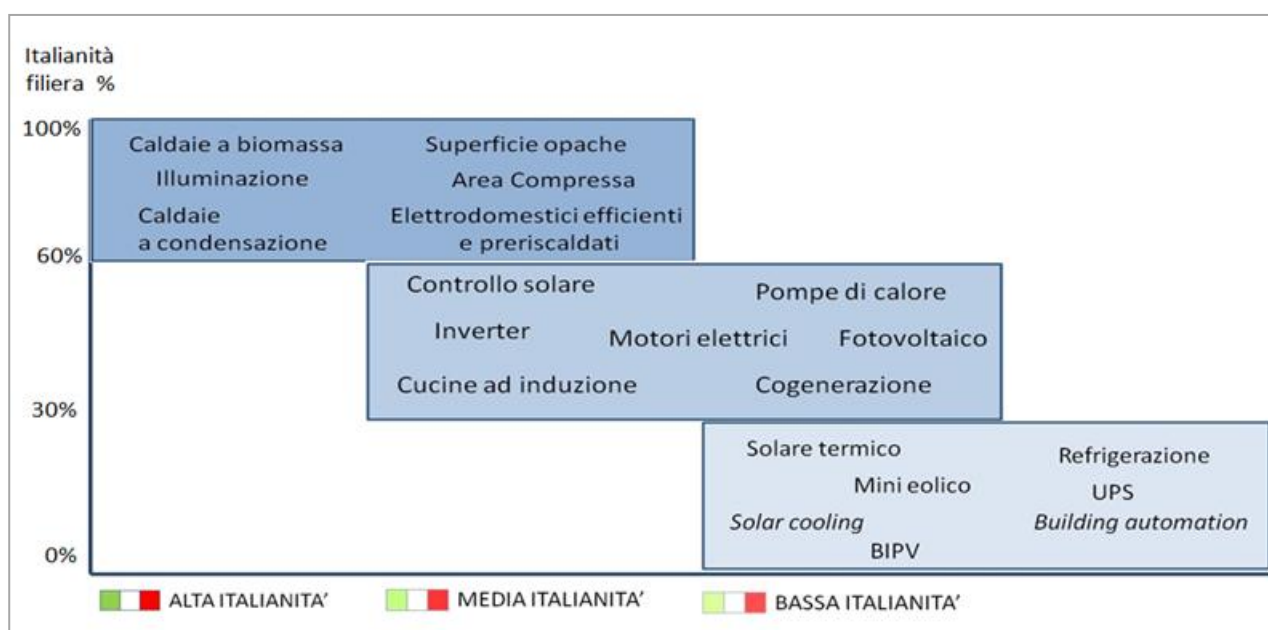 Italianità
filiera %
100%
Caldaie a biomassa
Superficie opache
Illuminazione
Area Compressa
Caldaie
a condensazione
Elettrodomestici efficienti
e preriscaldati
60%
Controllo solare
Pompe di calore
Inverter
Motori elettrici
Fotovoltaico
Cucine ad induzione
Cogenerazione
30%
Solare termico
Refrigerazione
Mini eolico
UPS
Solar cooling
Building automation
BIPV
0%
ALTA ITALIANITA’
MEDIA ITALIANITA’
BASSA ITALIANITA’